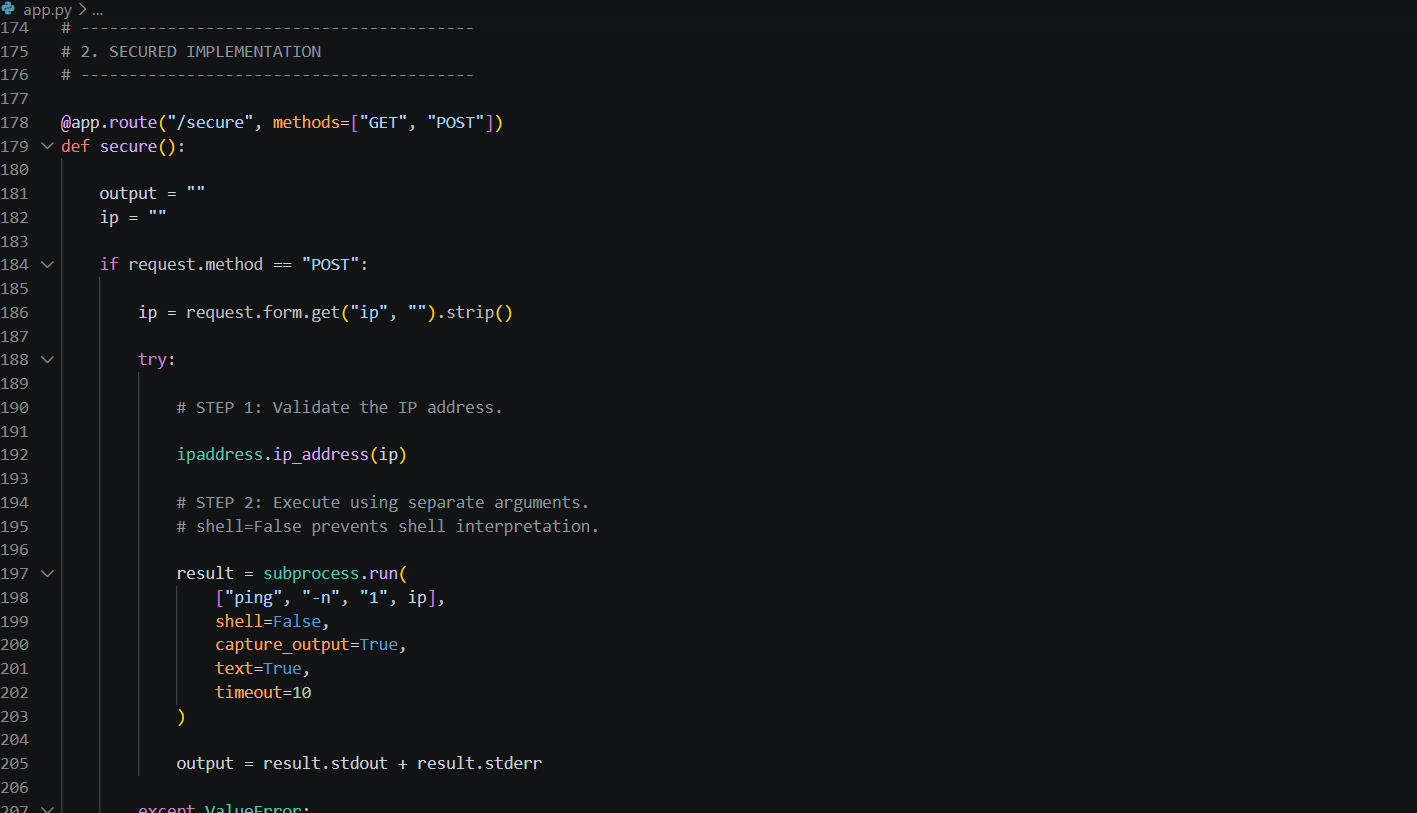 app.py > ...
174 # -----------------------------------------
175 # 2. SECURED IMPLEMENTATION
176 # -----------------------------------------
177
178 @app.route("/secure", methods=["GET", "POST"])
179 def secure():
180
181     output = ""
182     ip = ""
183
184     if request.method == "POST":
185
186         ip = request.form.get("ip", "").strip()
187
188         try:
189
190             # STEP 1: Validate the IP address.
191
192             ipaddress.ip_address(ip)
193
194             # STEP 2: Execute using separate arguments.
195             # shell=False prevents shell interpretation.
196
197             result = subprocess.run(
198                 ["ping", "-n", "1", ip],
199                 shell=False,
200                 capture_output=True,
201                 text=True,
202                 timeout=10
203             )
204
205             output = result.stdout + result.stderr
206
207         except ValueError: